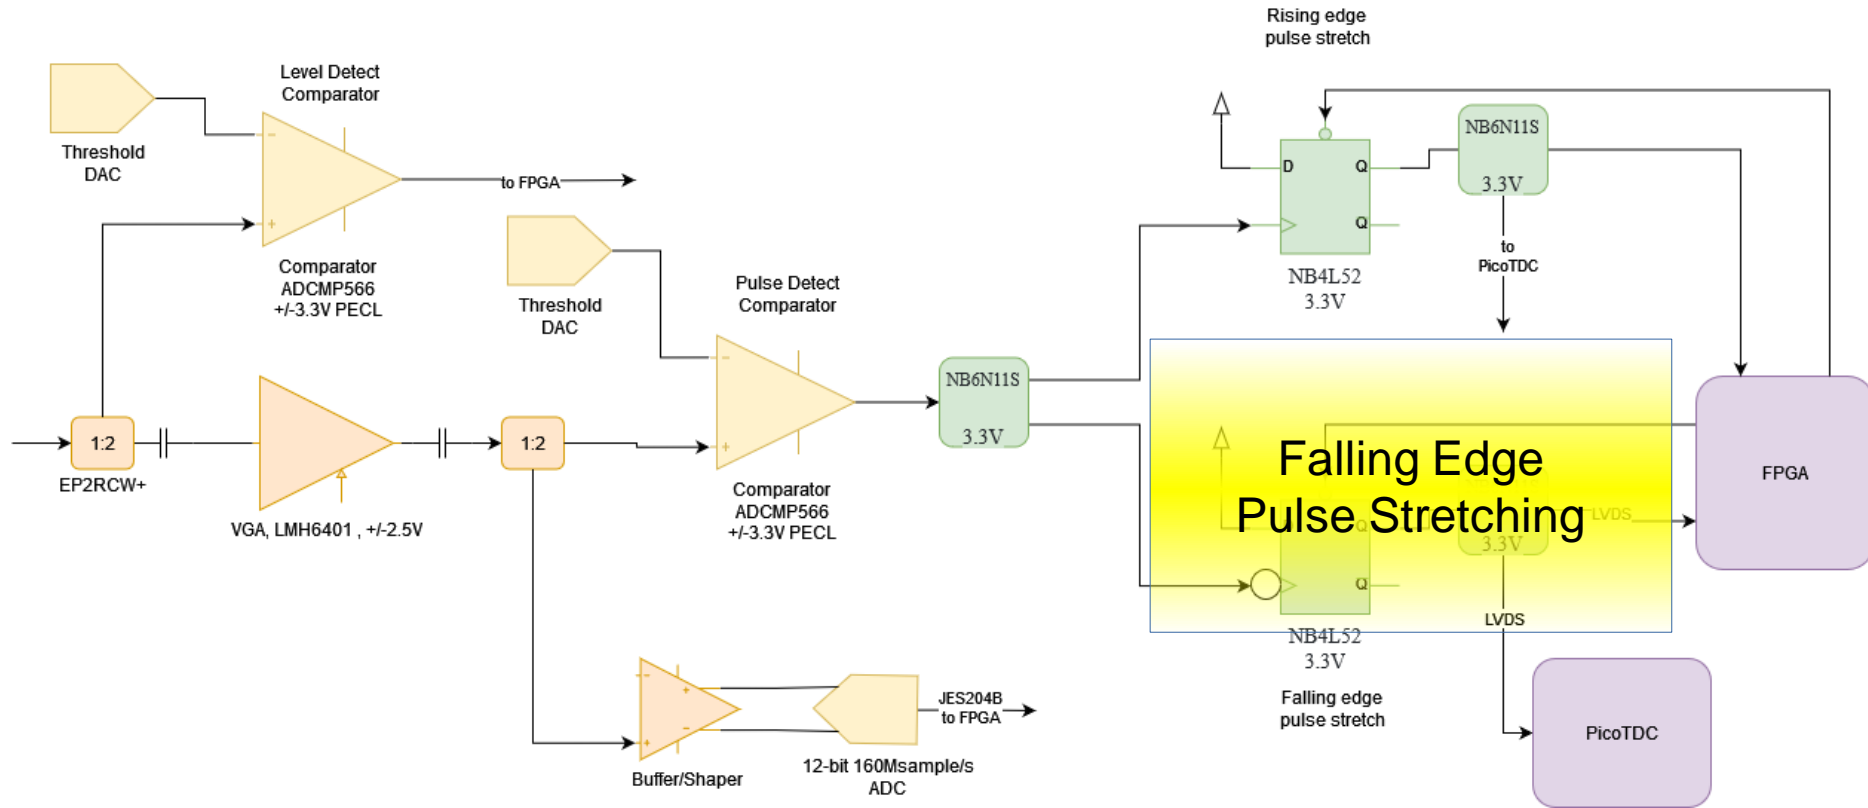 Rising edge
pulse stretch
Level Detect
Comparator
Threshold
DAC
-
+
to FPGA
Comparator
ADCMP566
+/-3.3V PECL
Threshold
DAC
Pulse Detect
Comparator
-
+
Comparator
ADCMP566
+/-3.3V PECL
1:2
EP2RCW+
VGA, LMH6401 , +/-2.5V
1:2
NB6N11S
3.3V
D
Q
Q
NB4L52
3.3V
NB6N11S
3.3V
to
PicoTDC
Falling Edge
Pulse Stretching
LVDS
3.3V
Q
LVDS
NB4L52
3.3V
Falling edge
pulse stretch
FPGA
PicoTDC
-
+
+
-
Buffer/Shaper
JES204B
to FPGA
12-bit 160Msample/s
ADC